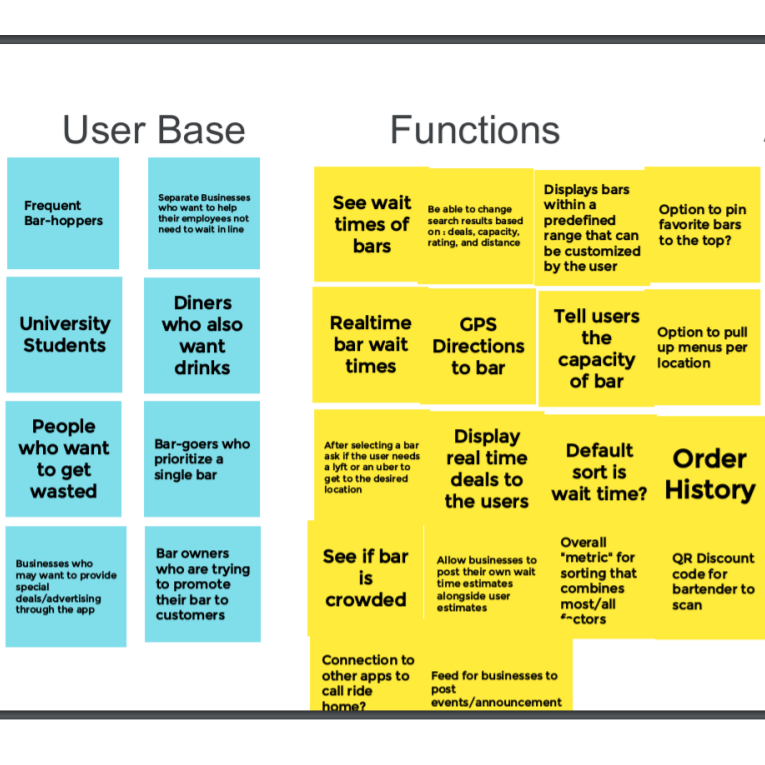 User Base
Functions
Frequent
Bar-hoppers
Separate Businesses
who want to help
their employees not
need to wait in line
University
Students
Diners
who also
want
drinks
People
who want
to get
wasted
Bar-goers who
prioritize a
single bar
Businesses who
may want to provide
special
deals/advertising
through the app
Bar owners
who are trying
to promote
their bar to
customers
See wait
times of
bars
Be able to change
search results based
on : deals, capacity,
rating, and distance
Displays bars
within a
predefined
range that can
be customized
by the user
Option to pin
favorite bars
to the top?
Realtime
bar wait
times
GPS
Directions
to bar
Tell users
the
capacity
of bar
Option to pull
up menus per
location
After selecting a bar
ask if the user needs
a lyft or an uber to
get to the desired
location
Display
real time
deals to
the users
Default
sort is
wait time?
Order
History
See if bar
is
crowded
Allow businesses to
post their own wait
time estimates
alongside user
estimates
Overall
"metric" for
sorting that
combines
most/all
factors
QR Discount
code for
bartender to
scan
Connection to
other apps to
call ride
home?
Feed for businesses to
post
events/announcement